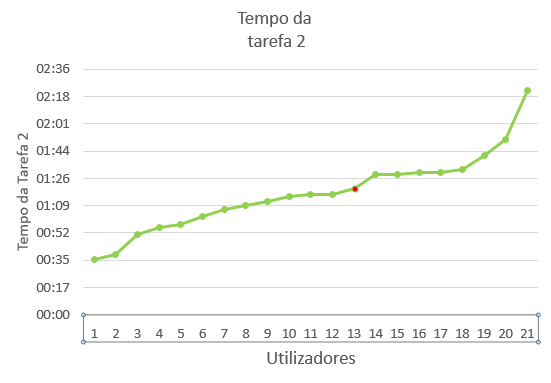 Tempo da
tarefa 2
02:36
02:18
02:01
01:44
01:26
01:09
00:52
00:35
00:17
00:00
Tempo da Tarefa 2
1 2 3 4 5 6 7 8 9 10 11 12 13 14 15 16 17 18 19 20 21
Utilizadores